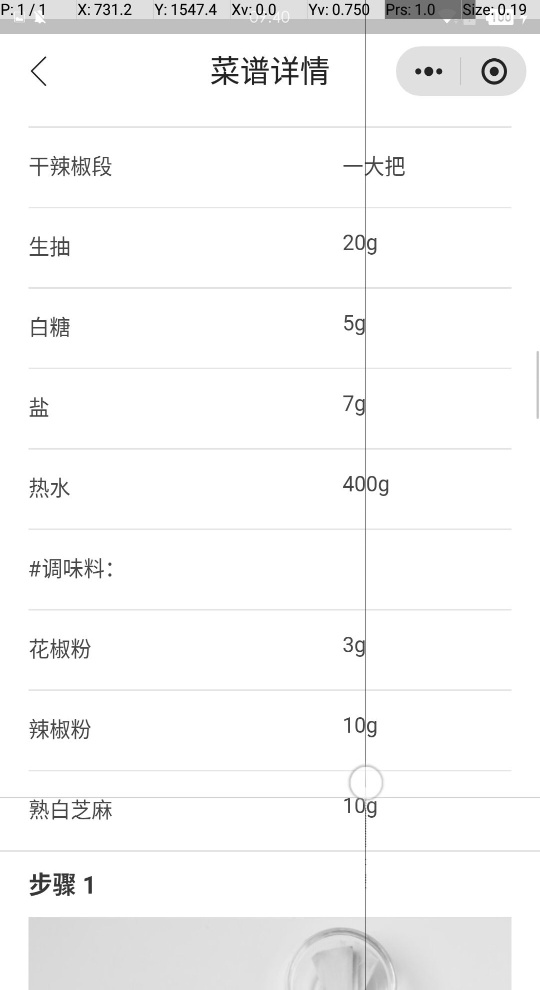 P: 1 / 1 X: 731.2 Y: 1547.4 Xv: 0.0 Yv: 0.750 Prs: 1.0 Size: 0.19
09:40 100
菜谱详情
干辣椒段 一大把
生抽 20g
白糖 5g
盐 7g
热水 400g
#调味料：
花椒粉 3g
辣椒粉 10g
熟白芝麻 10g
步骤 1